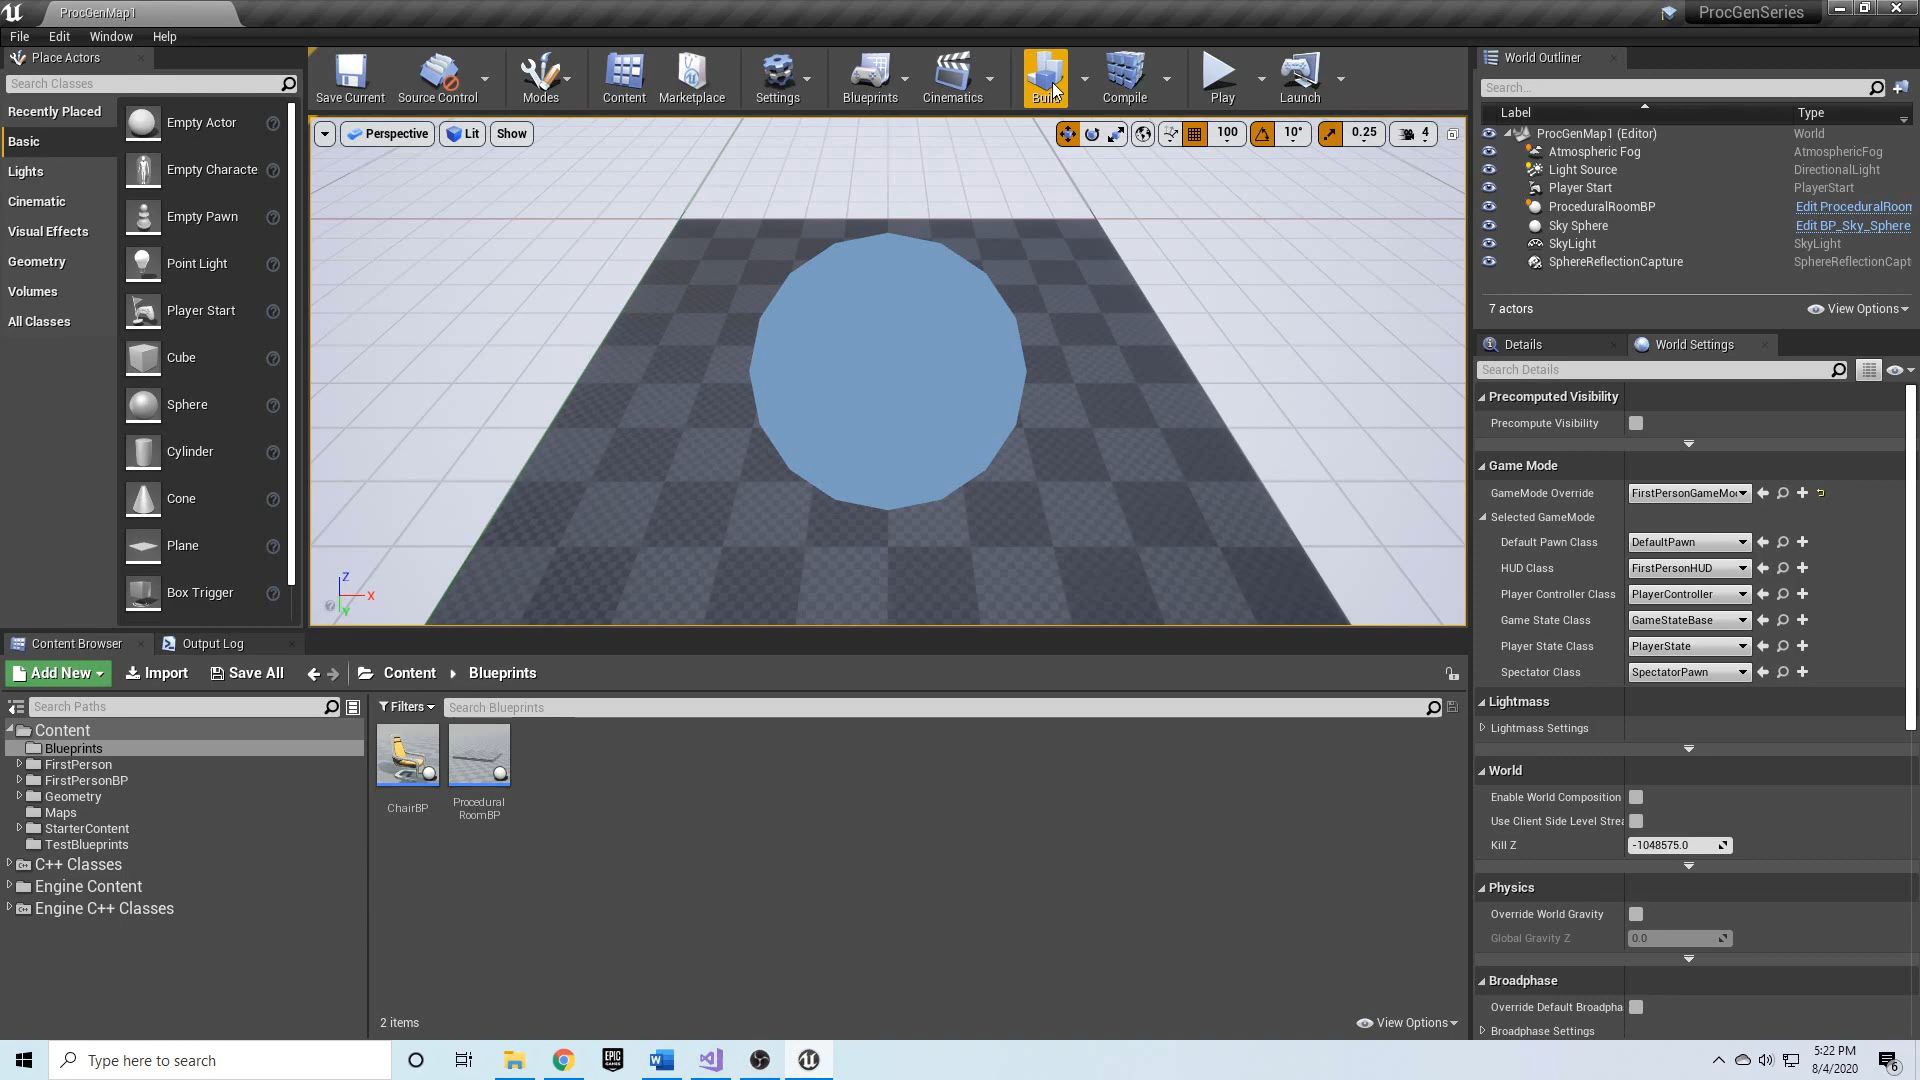 ProcGenMap1
ProcGenSeries
File Edit Window Help
Place Actors
Search Classes
Recently Placed
Basic
Lights
Cinematic
Visual Effects
Geometry
Volumes
All Classes
Empty Actor
Empty Characte
Empty Pawn
Point Light
Player Start
Cube
Sphere
Cylinder
Cone
Plane
Box Trigger
Save Current Source Control Modes Content Marketplace Settings Blueprints Cinematics Build Compile Play Launch
Perspective Lit Show 100 10° 0.25 4
Z
X
Y
World Outliner
Search...
Label Type
ProcGenMap1 (Editor) World
Atmospheric Fog AtmosphericFog
Light Source DirectionalLight
Player Start PlayerStart
ProceduralRoomBP Edit ProceduralRoom
Sky Sphere Edit BP_Sky_Sphere
SkyLight SkyLight
SphereReflectionCapture SphereReflectionCapt
7 actors View Options
Details World Settings
Search Details
Precomputed Visibility
Precompute Visibility
Game Mode
GameMode Override FirstPersonGameMo
Selected GameMode
Default Pawn Class DefaultPawn
HUD Class FirstPersonHUD
Player Controller Class PlayerController
Game State Class GameStateBase
Player State Class PlayerState
Spectator Class SpectatorPawn
Lightmass
Lightmass Settings
World
Enable World Composition
Use Client Side Level Strea
Kill Z -1048575.0
Physics
Override World Gravity
Global Gravity Z 0.0
Broadphase
Override Default Broadpha
Broadphase Settings
Content Browser Output Log
Add New Import Save All Content Blueprints
Search Paths
Content
Blueprints
FirstPerson
FirstPersonBP
Geometry
Maps
StarterContent
TestBlueprints
C++ Classes
Engine Content
Engine C++ Classes
Filters Search Blueprints
ChairBP
Procedural
RoomBP
2 items View Options
Type here to search
EPIC
GAMES
5:22 PM
8/4/2020
6